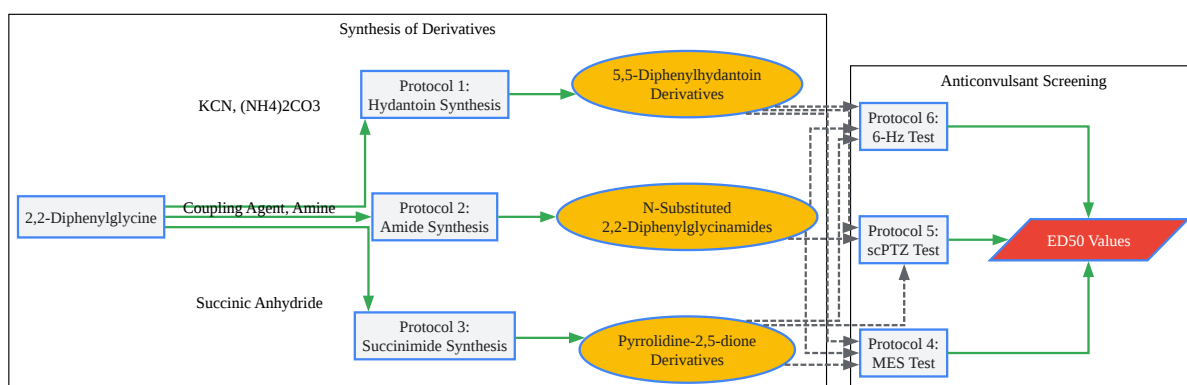 Synthesis of Derivatives
KCN, (NH4)2CO3
Protocol 1:
Hydantoin Synthesis
5,5-Diphenylhydantoin
Derivatives
2,2-Diphenylglycine
Coupling Agent, Amine
Protocol 2:
Amide Synthesis
N-Substituted
2,2-Diphenylglycinamides
Succinic Anhydride
Protocol 3:
Succinimide Synthesis
Pyrrolidine-2,5-dione
Derivatives
Anticonvulsant Screening
Protocol 6:
6-Hz Test
Protocol 5:
scPTZ Test
Protocol 4:
MES Test
ED50 Values